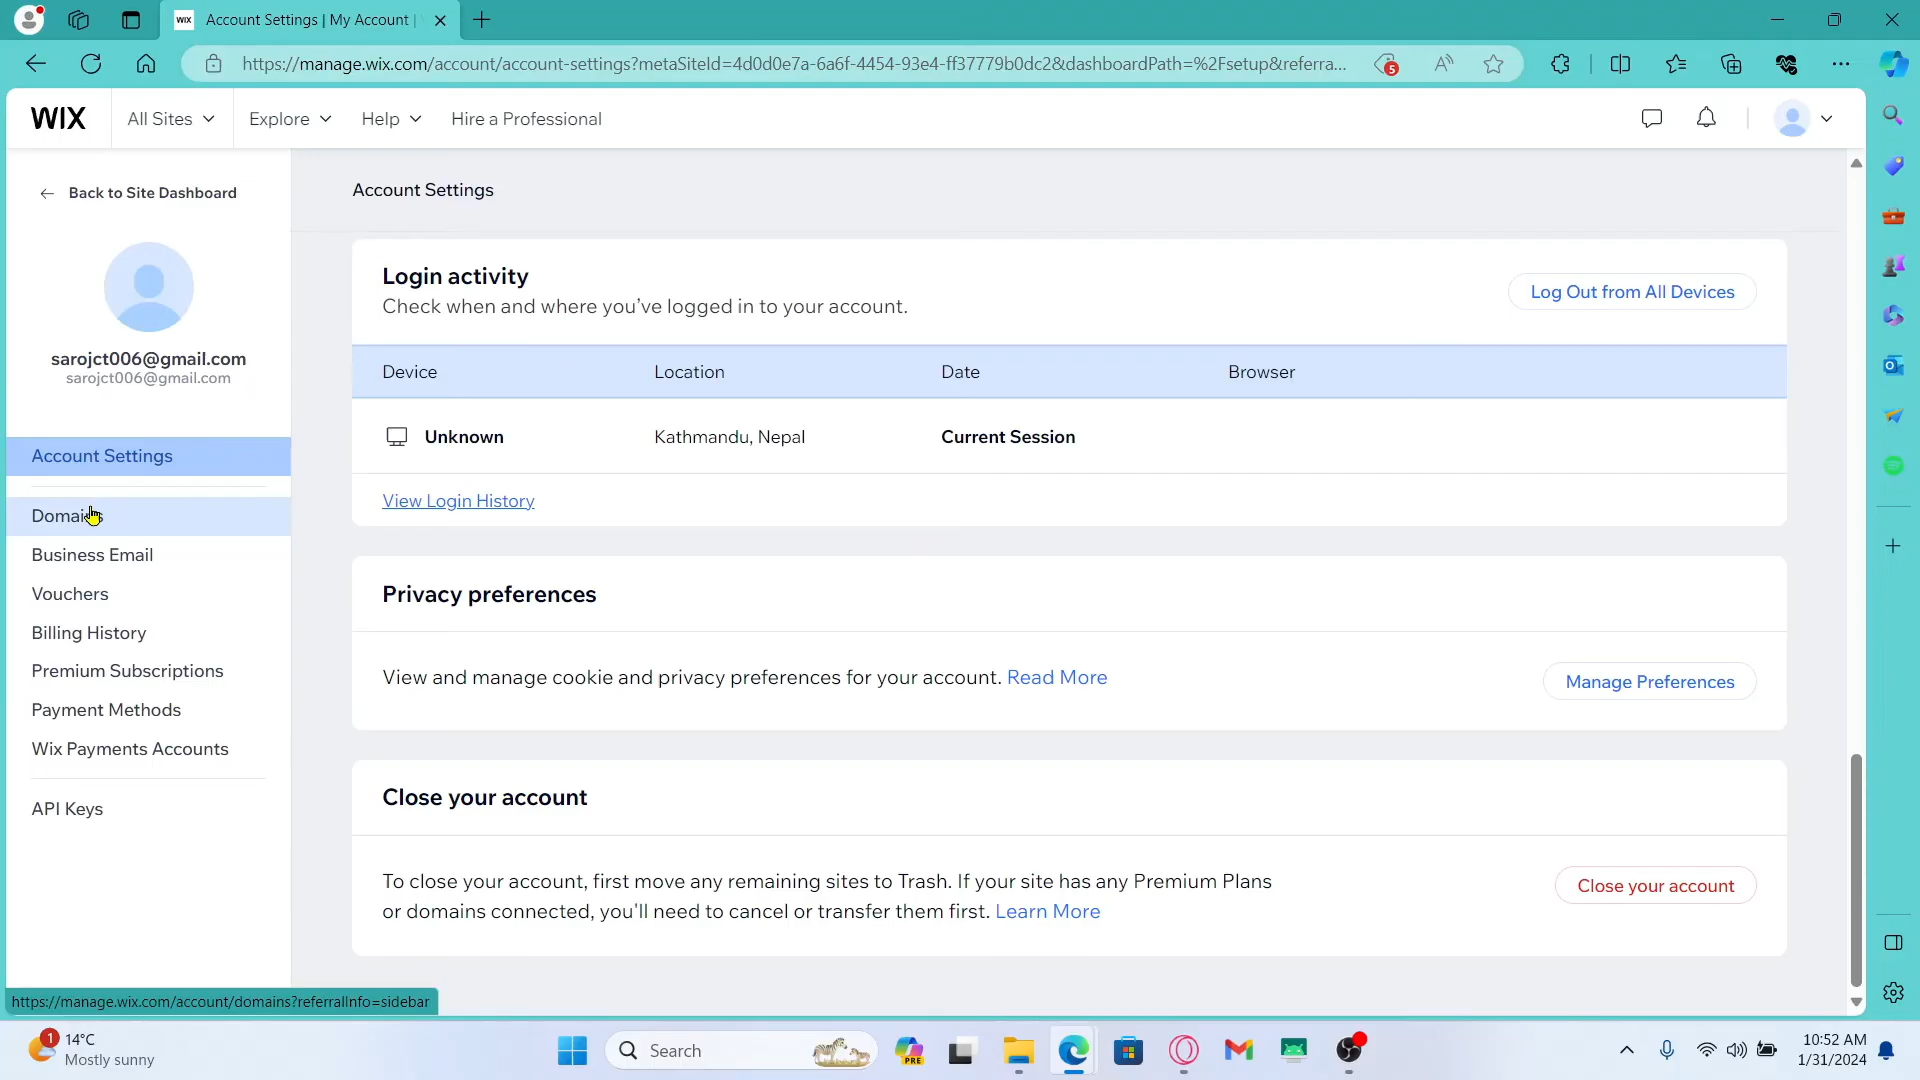 WIX
Account Settings | My Account |
https://manage.wix.com/account/account-settings?metaSiteId=4d0d0e7a-6a6f-4454-93e4-ff37779b0dc2&dashboardPath=%2Fsetup&referra...
5
WIX
All Sites
Explore
Help
Hire a Professional
Back to Site Dashboard
sarojct006@gmail.com
sarojct006@gmail.com
Account Settings
Domains
Business Email
Vouchers
Billing History
Premium Subscriptions
Payment Methods
Wix Payments Accounts
API Keys
Account Settings
Login activity
Check when and where you've logged in to your account.
Log Out from All Devices
Device Location Date Browser
Unknown Kathmandu, Nepal Current Session
View Login History
Privacy preferences
View and manage cookie and privacy preferences for your account. Read More
Manage Preferences
Close your account
To close your account, first move any remaining sites to Trash. If your site has any Premium Plans
or domains connected, you'll need to cancel or transfer them first. Learn More
Close your account
https://manage.wix.com/account/domains?referralInfo=sidebar
1
14°C
Mostly sunny
Search
PRE
10:52 AM
1/31/2024